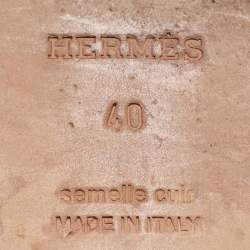 HERMÈS
40
semelle cuir
MADE IN ITALY